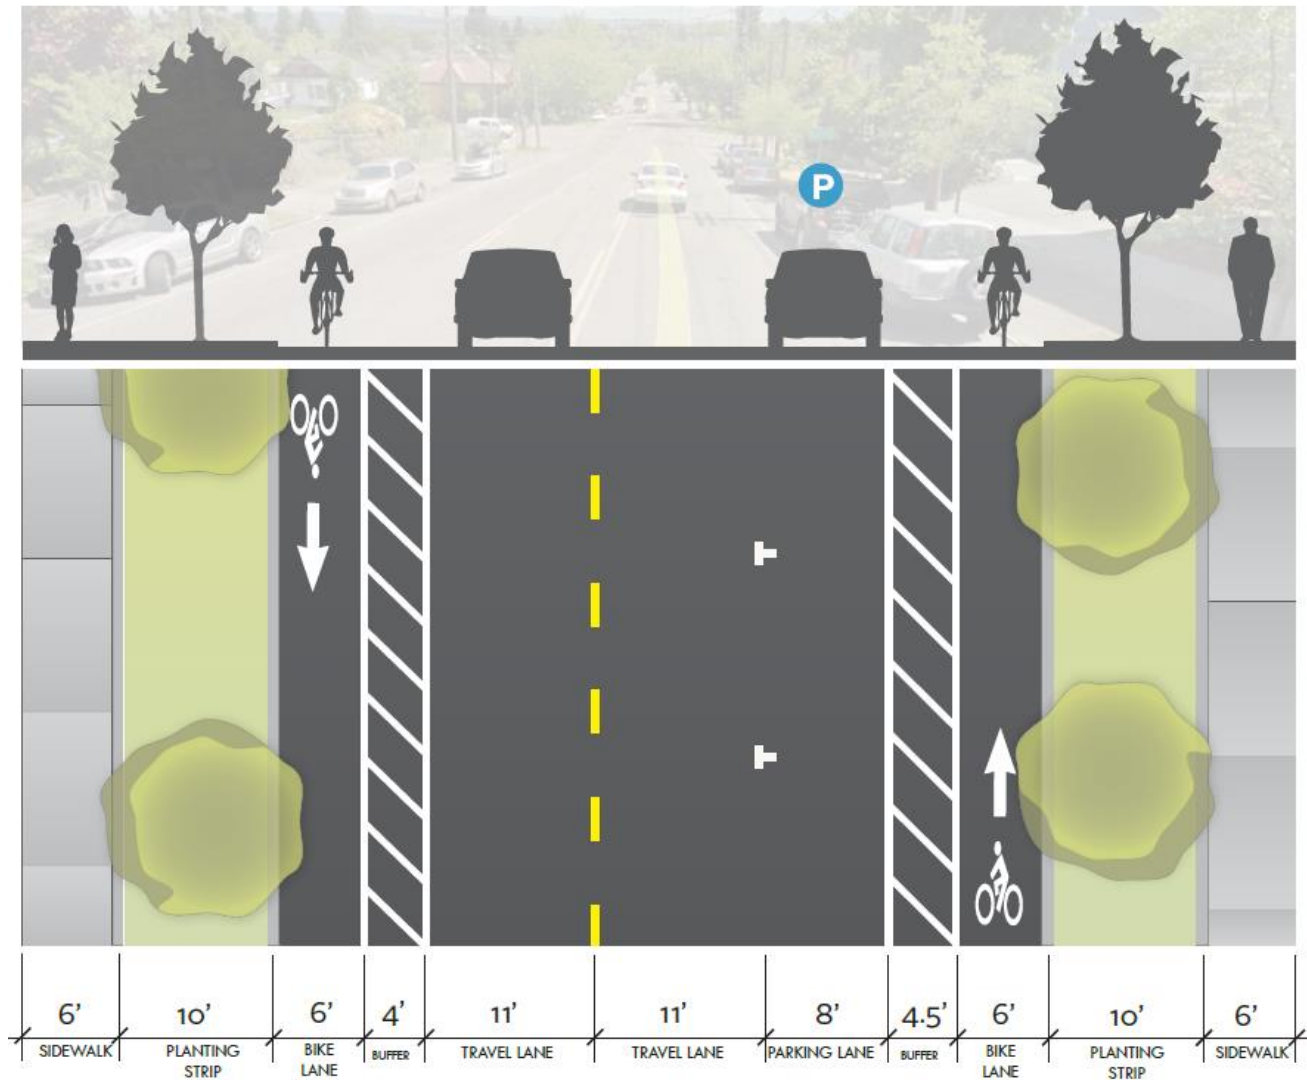 P
6' 10' 6' 4' 11' 11' 8' 4.5' 6' 10' 6'
SIDEWALK PLANTING BIKE BUFFER TRAVEL LANE TRAVEL LANE PARKING LANE BUFFER BIKE PLANTING SIDEWALK
STRIP LANE LANE STRIP